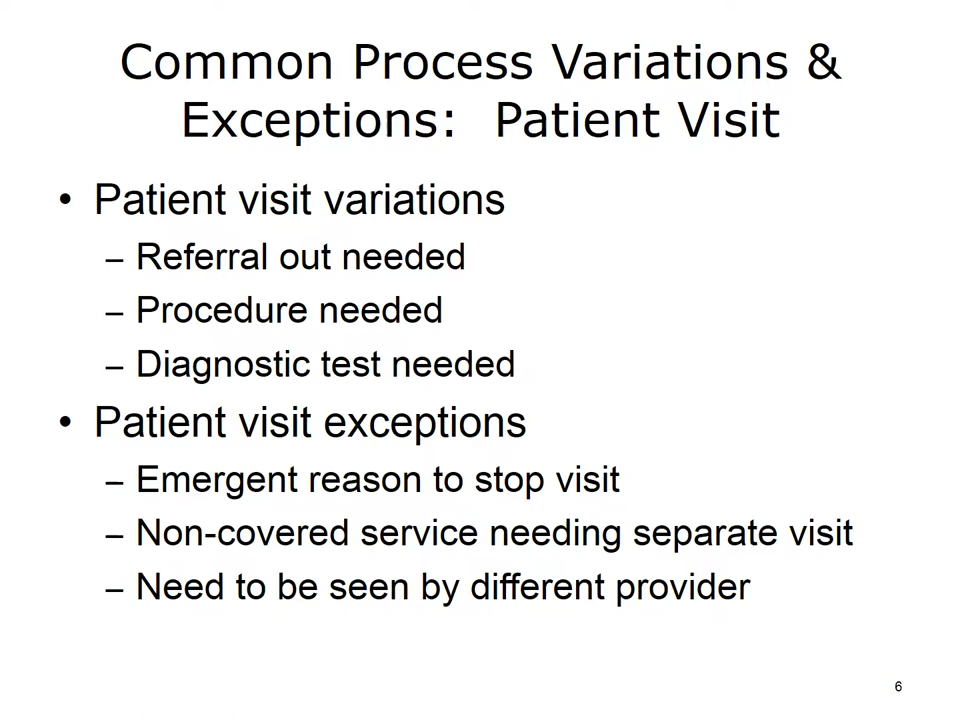 Common Process Variations &
Exceptions:  Patient Visit
• Patient visit variations
– Referral out needed
– Procedure needed
– Diagnostic test needed
• Patient visit exceptions
– Emergent reason to stop visit
– Non-covered service needing separate visit
– Need to be seen by different provider
6